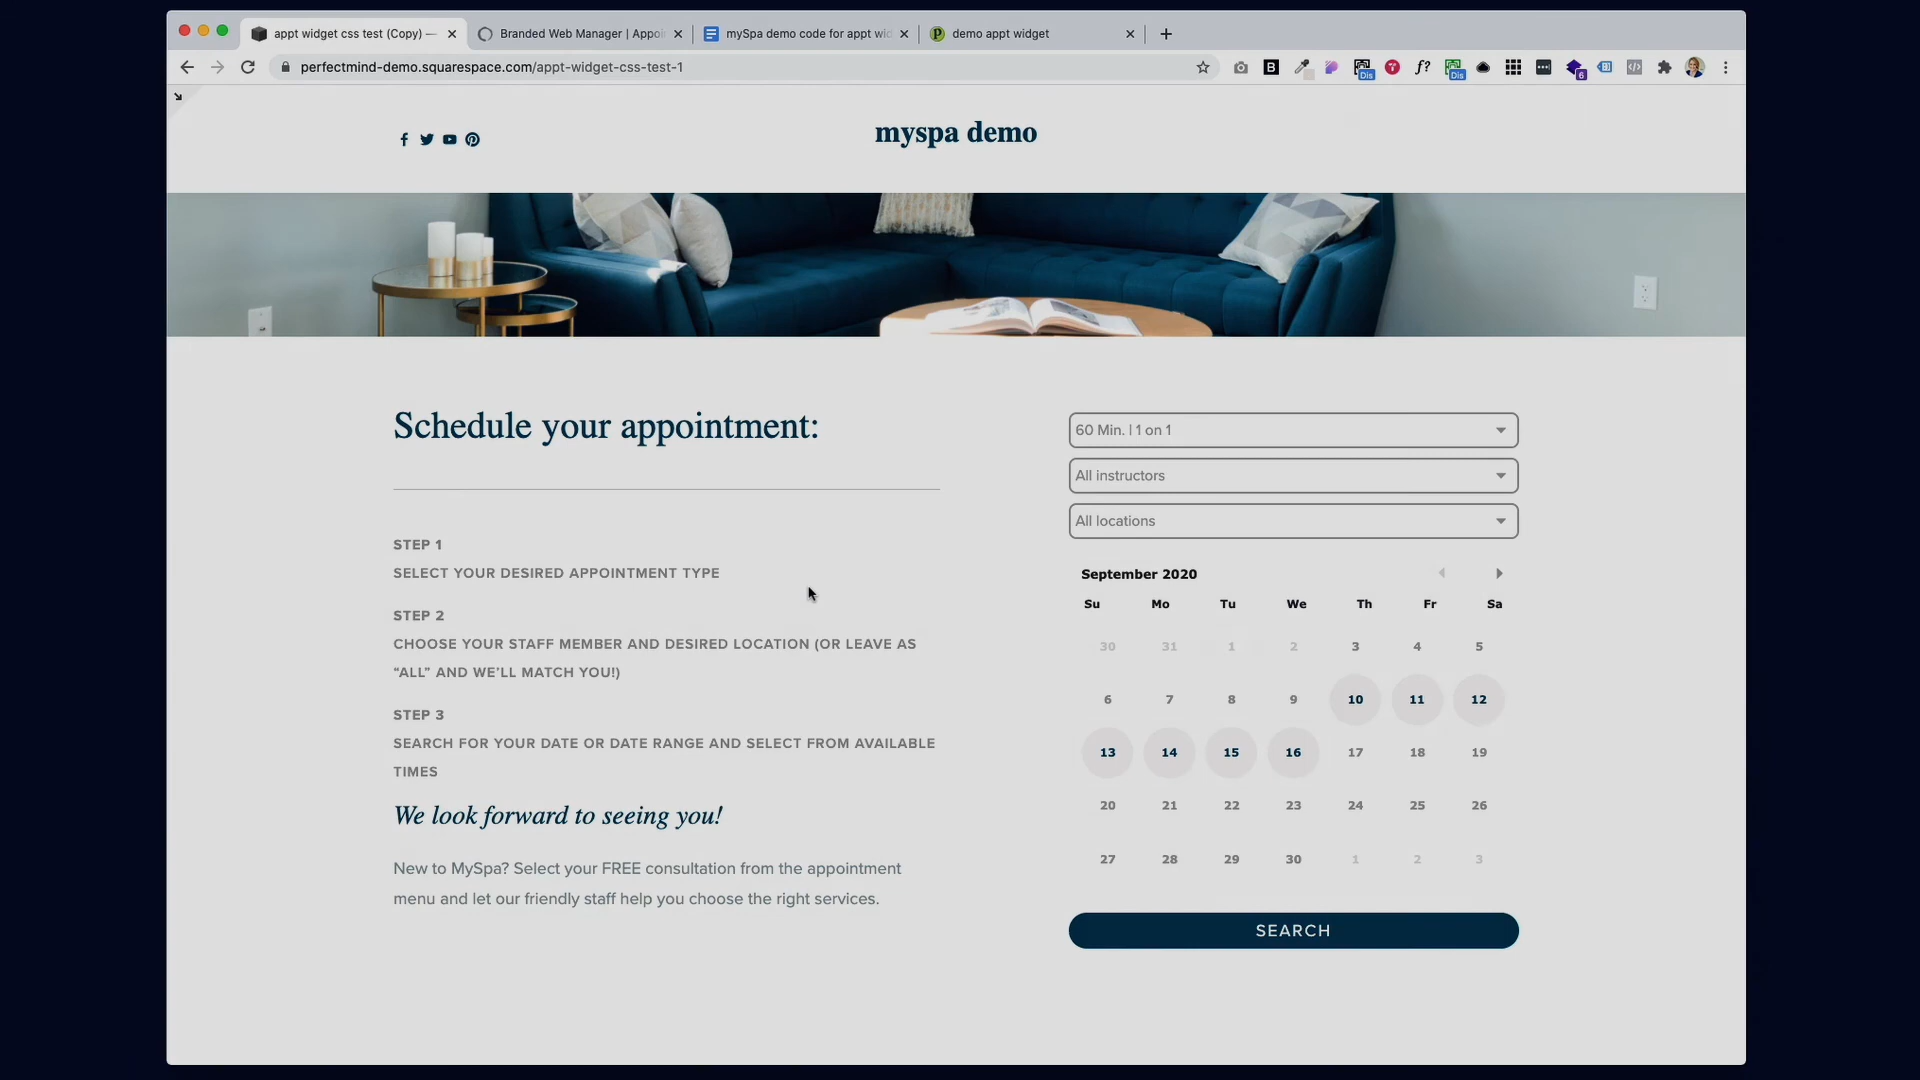 appt widget css test (Copy) —
Branded Web Manager | Appoi
mySpa demo code for appt wid
demo appt widget
perfectmind-demo.squarespace.com/appt-widget-css-test-1
B
Dis
f?
Dis
6
myspa demo
Schedule your appointment:
STEP 1
SELECT YOUR DESIRED APPOINTMENT TYPE
STEP 2
CHOOSE YOUR STAFF MEMBER AND DESIRED LOCATION (OR LEAVE AS
“ALL” AND WE’LL MATCH YOU!)
STEP 3
SEARCH FOR YOUR DATE OR DATE RANGE AND SELECT FROM AVAILABLE
TIMES
We look forward to seeing you!
New to MySpa? Select your FREE consultation from the appointment
menu and let our friendly staff help you choose the right services.
60 Min. | 1 on 1
All instructors
All locations
September 2020
Su Mo Tu We Th Fr Sa
30 31 1 2 3 4 5
6 7 8 9 10 11 12
13 14 15 16 17 18 19
20 21 22 23 24 25 26
27 28 29 30 1 2 3
SEARCH